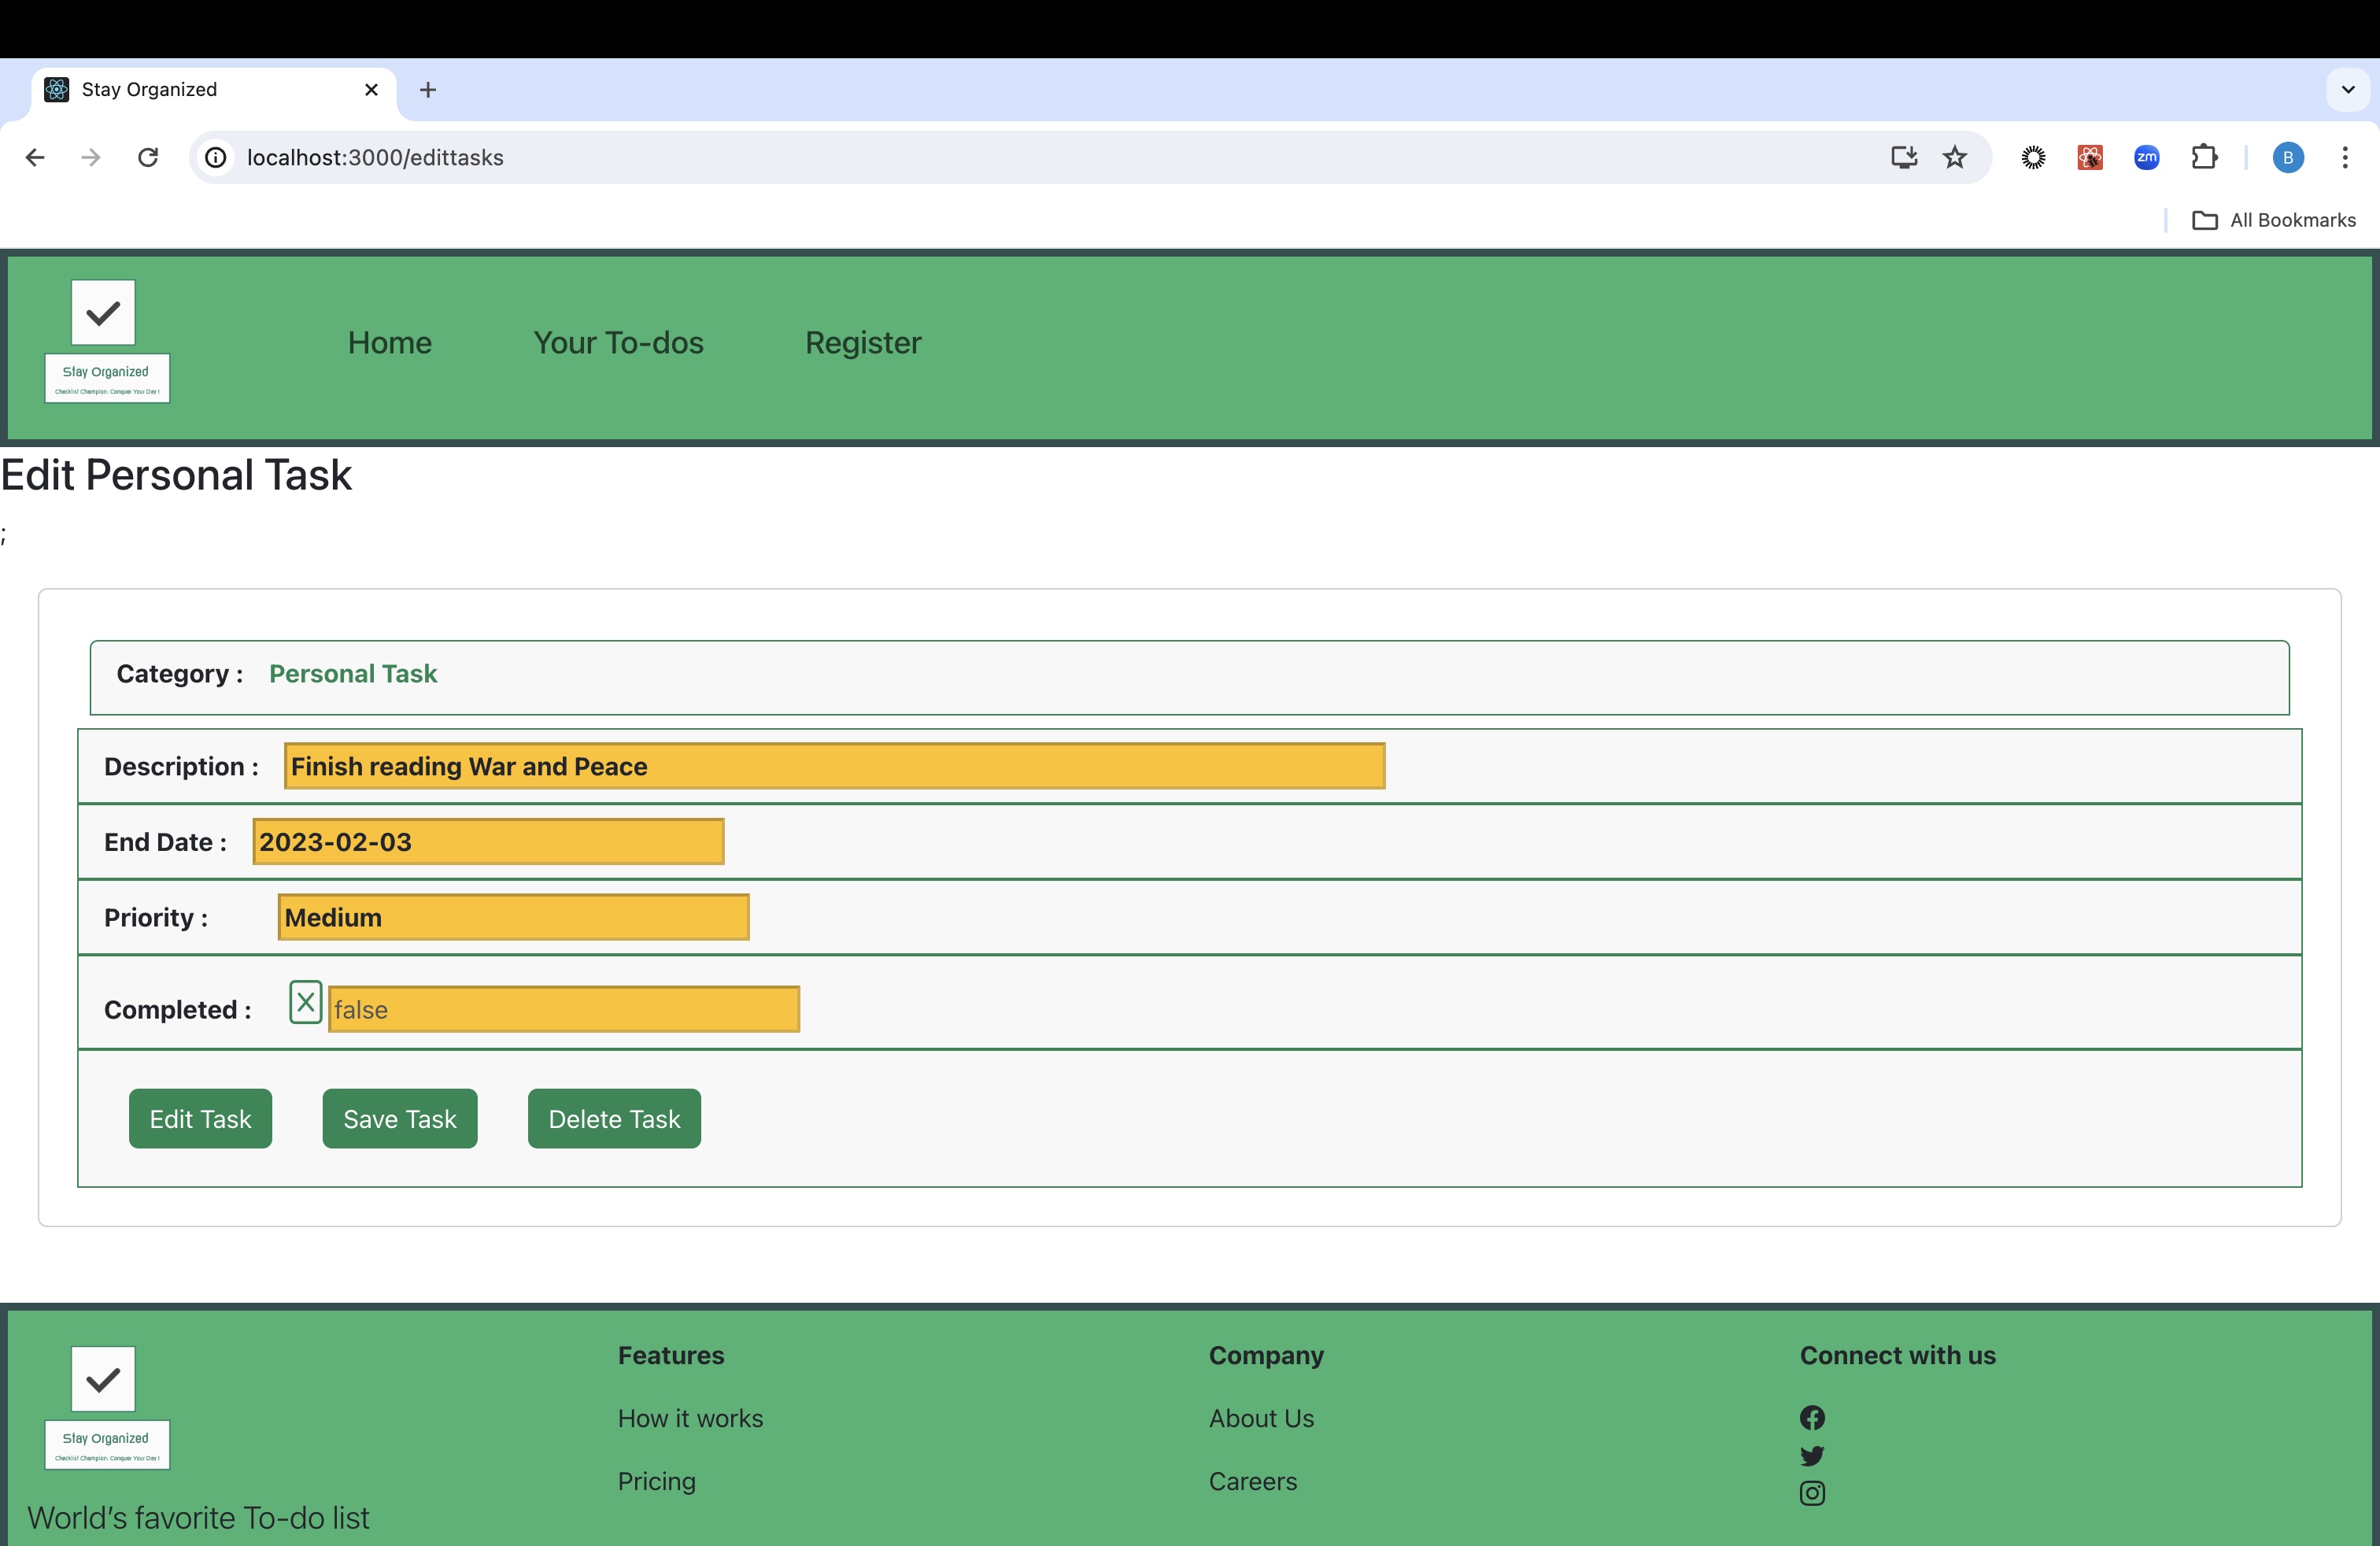 Stay Organized
localhost:3000/edittasks
zm
B
All Bookmarks
Home Your To-dos Register
Stay Organized
Checklist Champion: Conquer Your Day!
Edit Personal Task
;
Category : Personal Task
Description : Finish reading War and Peace
End Date : 2023-02-03
Priority : Medium
Completed : X false
Edit Task Save Task Delete Task
Features Company Connect with us
How it works About Us
Stay Organized
Checklist Champion: Conquer Your Day!
Pricing Careers
World's favorite To-do list